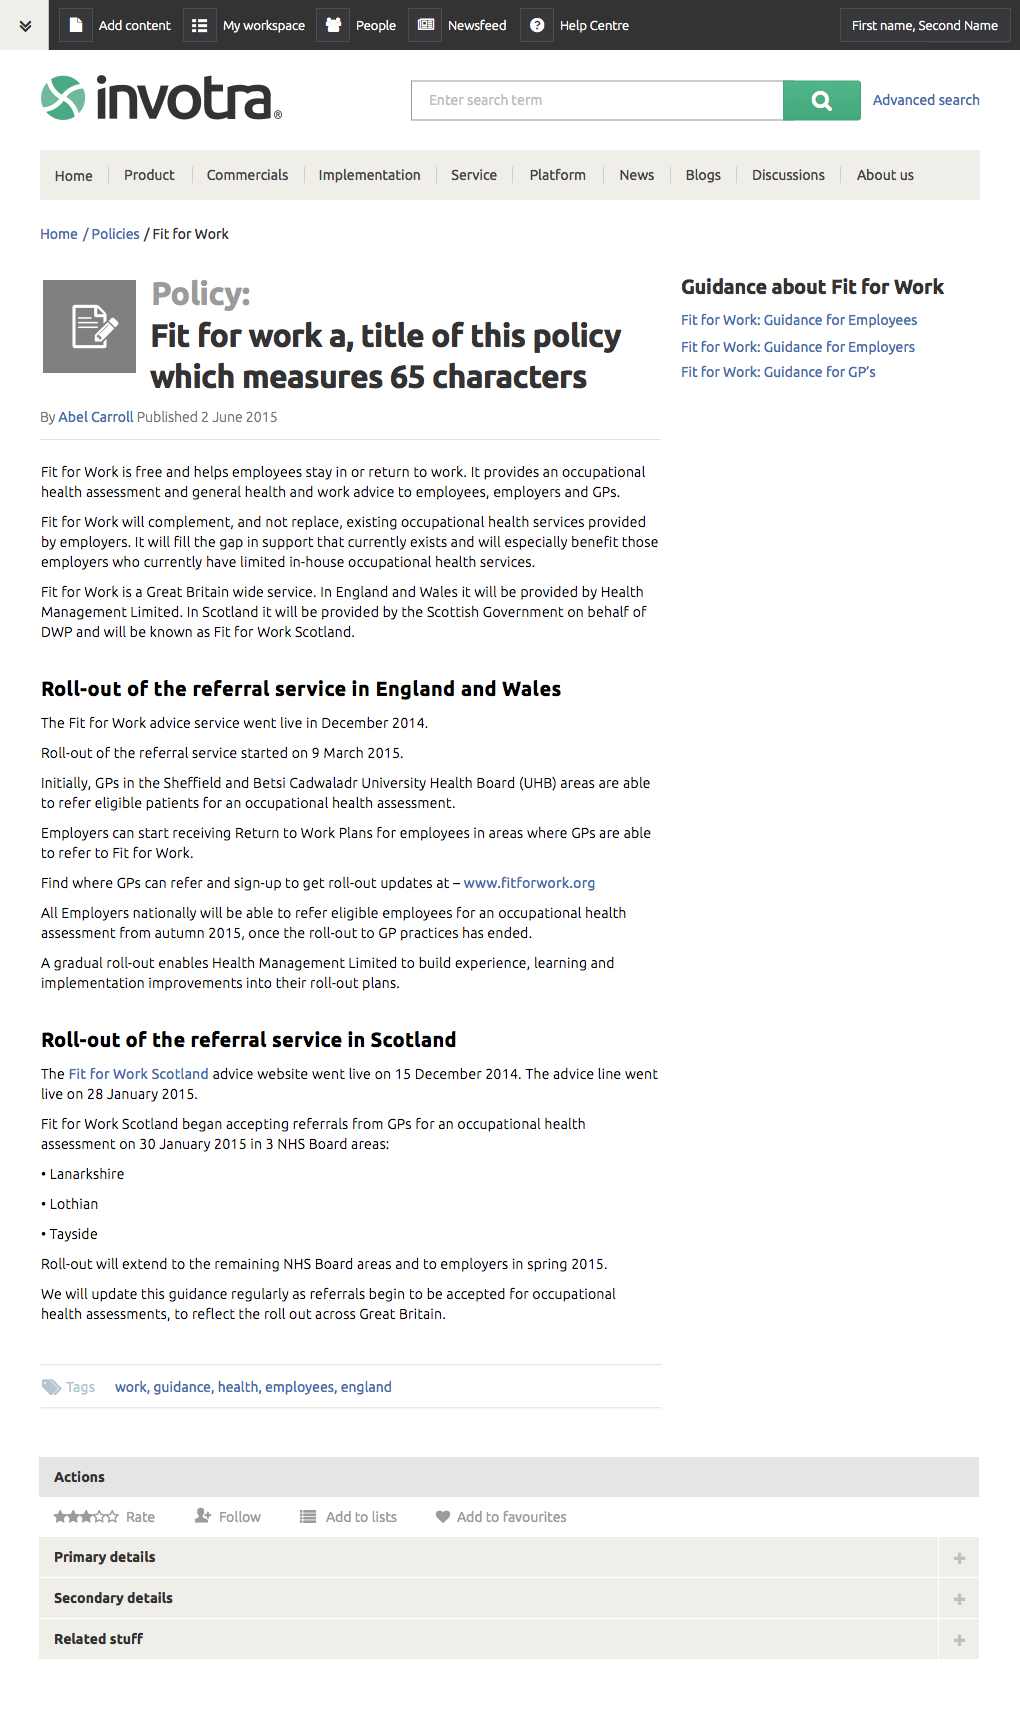 Add content
My workspace
People
Newsfeed
Help Centre
First name, Second Name
invotra®
Enter search term
Advanced search
Home
Product
Commercials
Implementation
Service
Platform
News
Blogs
Discussions
About us
Home / Policies / Fit for Work
Policy:
Fit for work a, title of this policy
which measures 65 characters
By Abel Carroll Published 2 June 2015
Guidance about Fit for Work
Fit for Work: Guidance for Employees
Fit for Work: Guidance for Employers
Fit for Work: Guidance for GP's
Fit for Work is free and helps employees stay in or return to work. It provides an occupational
health assessment and general health and work advice to employees, employers and GPs.
Fit for Work will complement, and not replace, existing occupational health services provided
by employers. It will fill the gap in support that currently exists and will especially benefit those
employers who currently have limited in-house occupational health services.
Fit for Work is a Great Britain wide service. In England and Wales it will be provided by Health
Management Limited. In Scotland it will be provided by the Scottish Government on behalf of
DWP and will be known as Fit for Work Scotland.
Roll-out of the referral service in England and Wales
The Fit for Work advice service went live in December 2014.
Roll-out of the referral service started on 9 March 2015.
Initially, GPs in the Sheffield and Betsi Cadwaladr University Health Board (UHB) areas are able
to refer eligible patients for an occupational health assessment.
Employers can start receiving Return to Work Plans for employees in areas where GPs are able
to refer to Fit for Work.
Find where GPs can refer and sign-up to get roll-out updates at – www.fitforwork.org
All Employers nationally will be able to refer eligible employees for an occupational health
assessment from autumn 2015, once the roll-out to GP practices has ended.
A gradual roll-out enables Health Management Limited to build experience, learning and
implementation improvements into their roll-out plans.
Roll-out of the referral service in Scotland
The Fit for Work Scotland advice website went live on 15 December 2014. The advice line went
live on 28 January 2015.
Fit for Work Scotland began accepting referrals from GPs for an occupational health
assessment on 30 January 2015 in 3 NHS Board areas:
• Lanarkshire
• Lothian
• Tayside
Roll-out will extend to the remaining NHS Board areas and to employers in spring 2015.
We will update this guidance regularly as referrals begin to be accepted for occupational
health assessments, to reflect the roll out across Great Britain.
Tags work, guidance, health, employees, england
Actions
Rate
Follow
Add to lists
Add to favourites
Primary details
Secondary details
Related stuff